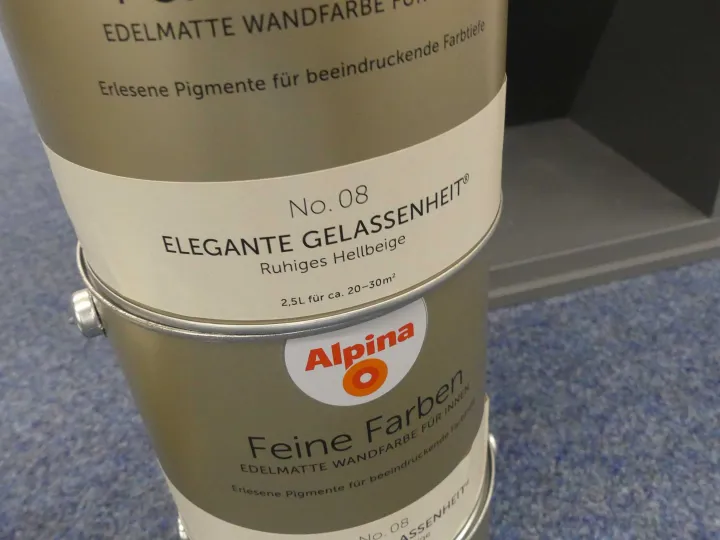 EDELMATTE WANDFARBE FÜR
Erlesene Pigmente für beeindruckende Farbtiefe
No. 08
ELEGANTE GELASSENHEIT®
Ruhiges Hellbeige
2,5L für ca. 20–30m²
Alpina
Feine Farben
EDELMATTE WANDFARBE FÜR INNEN
Erlesene Pigmente für beeindruckende
No. 08